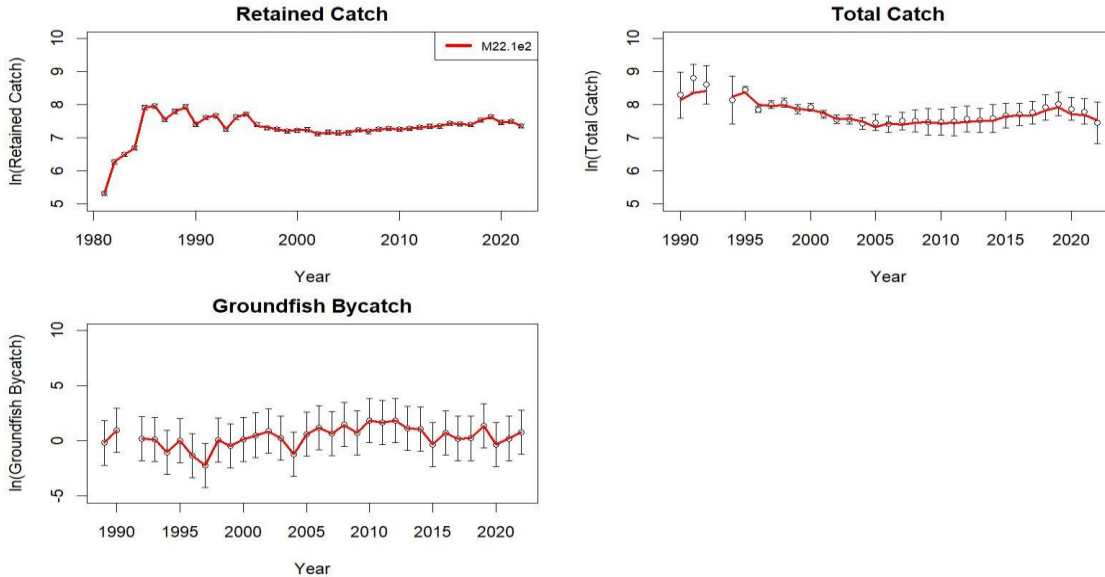 Retained Catch
ln(Retained Catch)
10
9
8
7
6
5
M22.1e2
1980 1990 2000 2010 2020
Year
Total Catch
ln(Total Catch)
10
9
8
7
6
5
1990 1995 2000 2005 2010 2015 2020
Year
Groundfish Bycatch
ln(Groundfish Bycatch)
10
5
0
-5
1990 1995 2000 2005 2010 2015 2020
Year